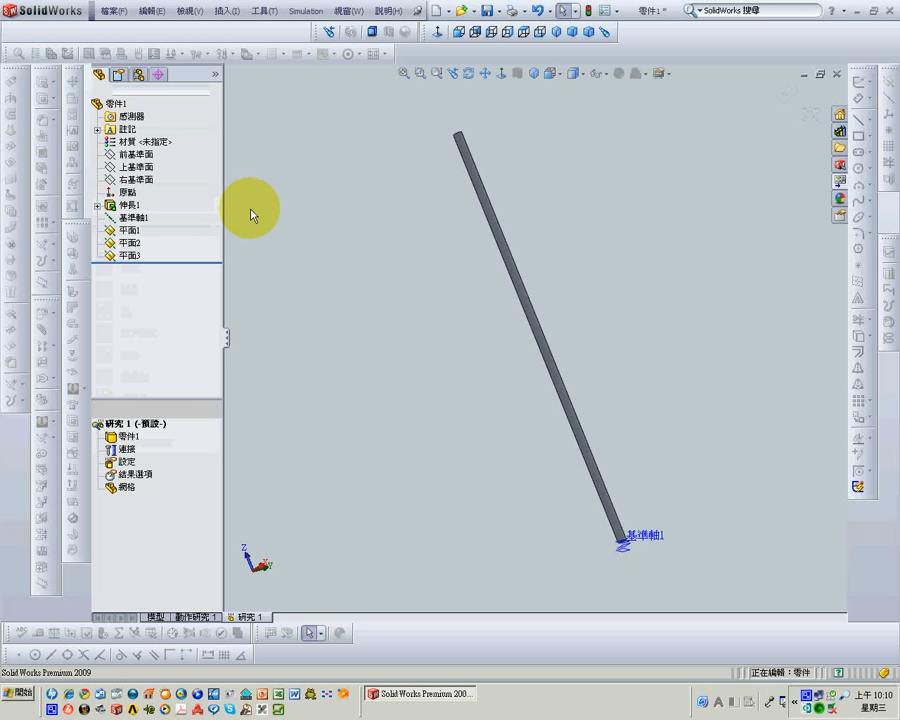 SolidWorks 檔案(F) 編輯(E) 檢視(V) 插入(I) 工具(T) Simulation 視窗(W) 說明(H) 零件1 * SolidWorks 搜尋
零件1
感測器
註記
材質 <未指定>
前基準面
上基準面
右基準面
原點
伸長1
基準軸1
平面1
平面2
平面3
基準軸1
研究 1 (-預設-)
零件1
連接
設定
結果選項
網格
Z
模型 動作研究 1 研究 1
SolidWorks Premium 2009 正在編輯: 零件
開始 SolidWorks Premium 200... 上午 10:10
星期三